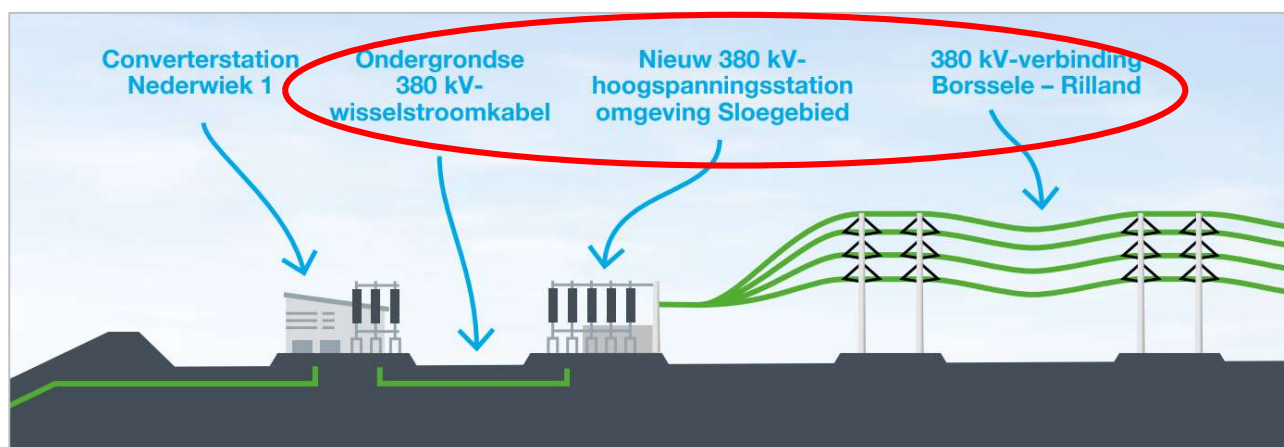 Converterstation
Nederwiek 1
Ondergrondse
380 kV-
wisselstroomkabel
Nieuw 380 kV-
hoogspanningsstation
omgeving Sloegebied
380 kV-verbinding
Borssele – Rilland